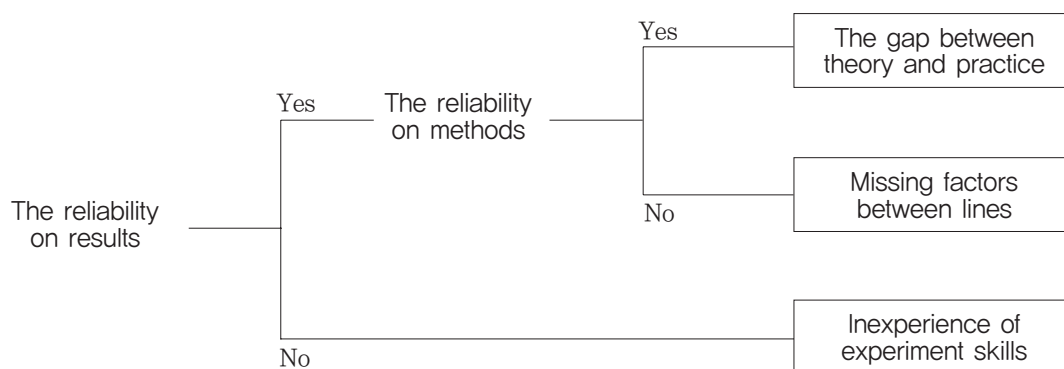 Yes
The gap between
theory and practice
Yes
The reliability
on methods
No
Missing factors
between lines
The reliability
on results
No
Inexperience of
experiment skills